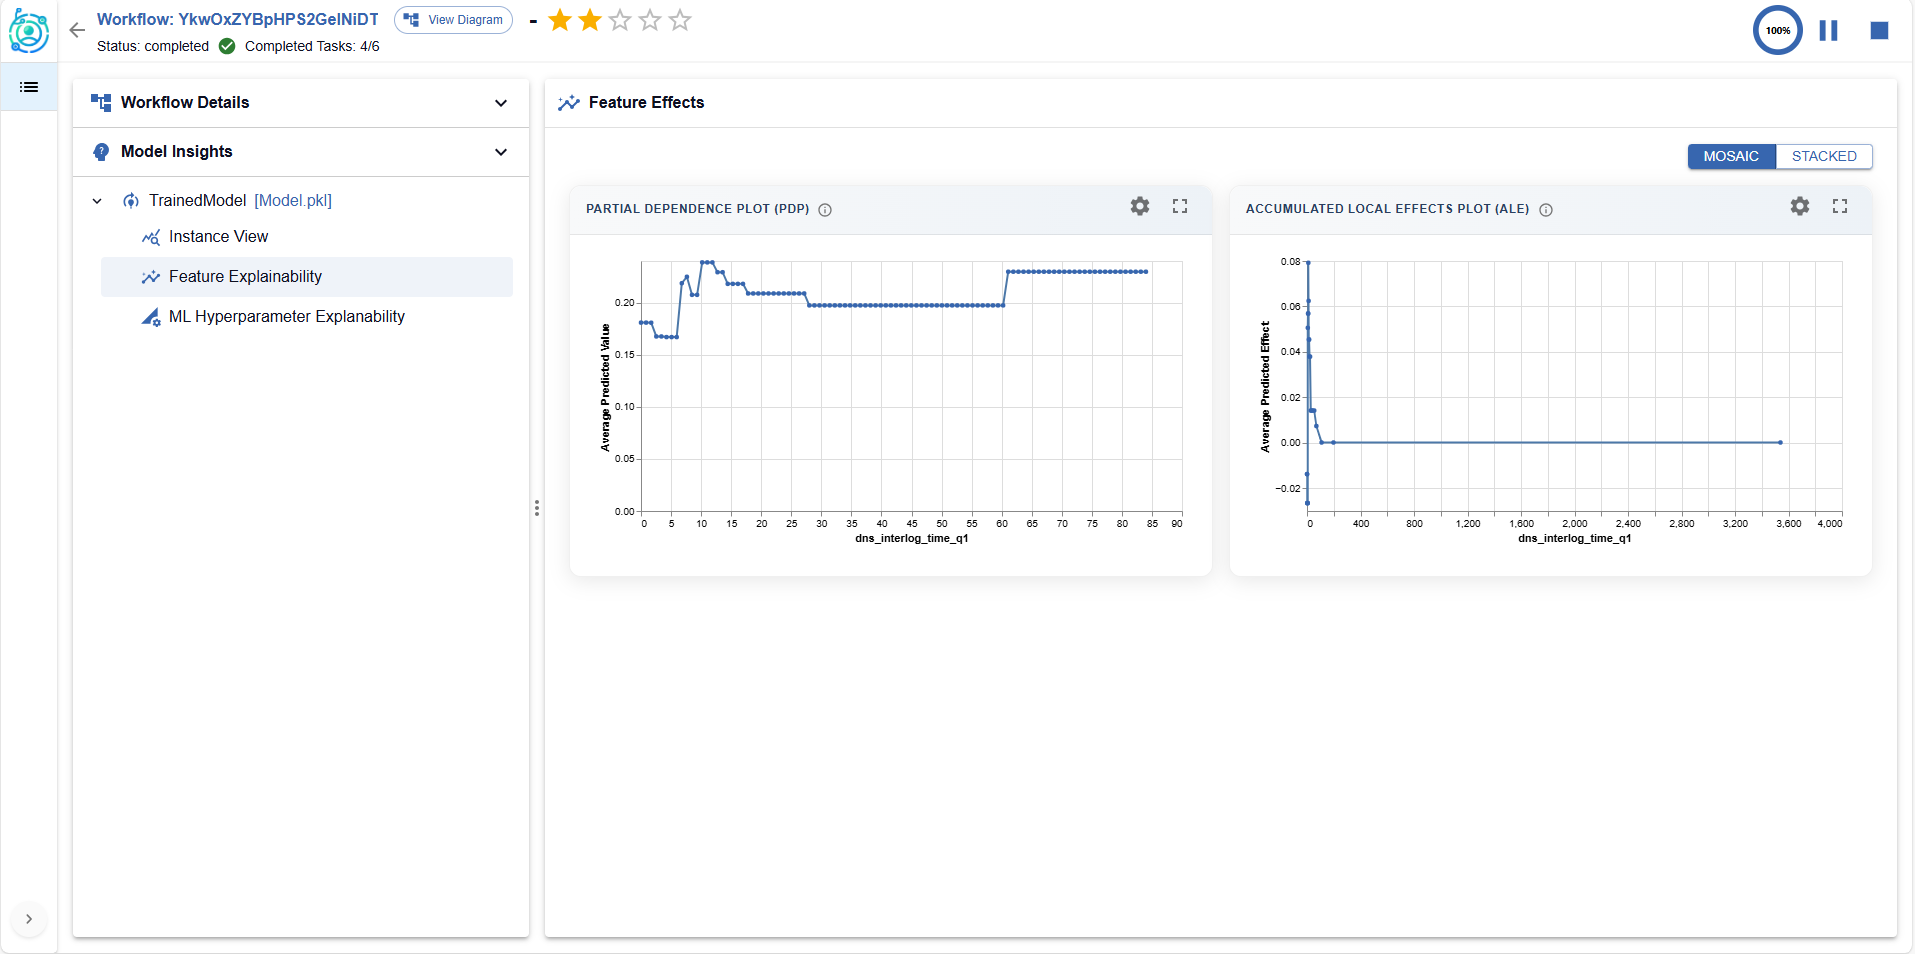 Workflow: YkwOxZYBpHPS2GelNiDT
View Diagram
-
Status: completed
Completed Tasks: 4/6
100%
Workflow Details
Model Insights
TrainedModel [Model.pkl]
Instance View
Feature Explainability
ML Hyperparameter Explanability
Feature Effects
MOSAIC
STACKED
PARTIAL DEPENDENCE PLOT (PDP)
Average Predicted Value
0.20
0.15
0.10
0.05
0.00
0 5 10 15 20 25 30 35 40 45 50 55 60 65 70 75 80 85 90
dns_interlog_time_q1
ACCUMULATED LOCAL EFFECTS PLOT (ALE)
Average Predicted Effect
0.08
0.06
0.04
0.02
0.00
−0.02
0 400 800 1,200 1,600 2,000 2,400 2,800 3,200 3,600 4,000
dns_interlog_time_q1